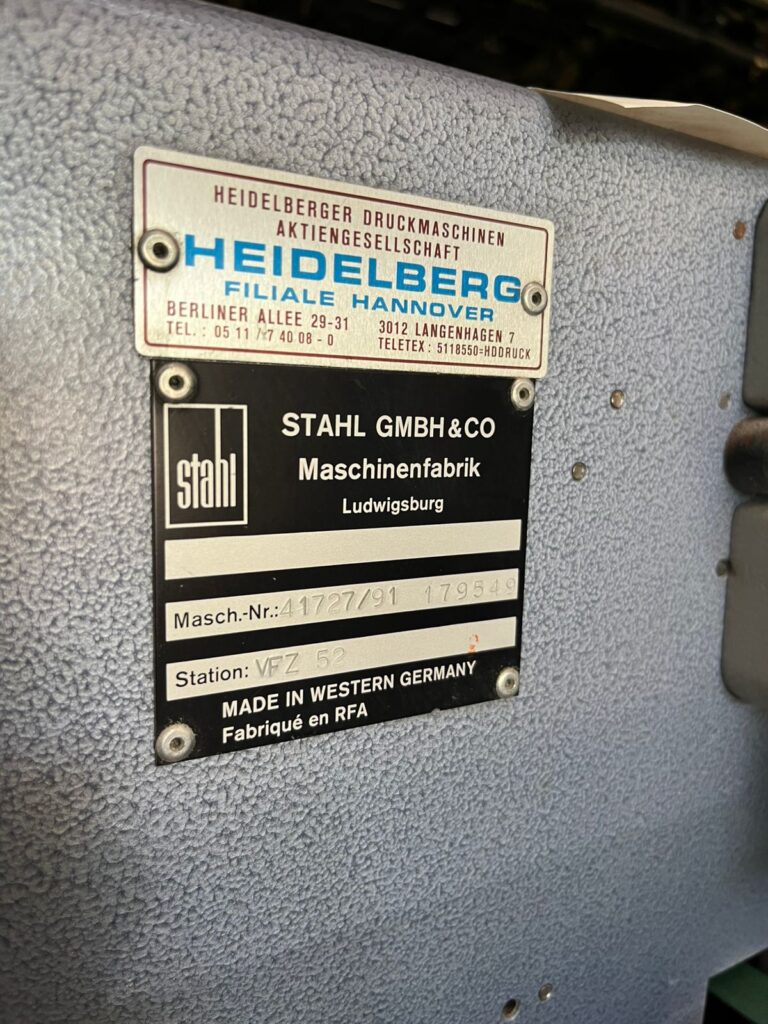 HEIDELBERGER DRUCKMASCHINEN
AKTIENGESELLSCHAFT
HEIDELBERG
FILIALE HANNOVER
BERLINER ALLEE 29-31 3012 LANGENHAGEN 7
TEL.: 05 11 / 7 40 08 - 0 TELETEX: 5118550=HDDRUCK
stahl
STAHL GMBH & CO
Maschinenfabrik
Ludwigsburg
Masch.-Nr.: 41727/91 179549
Station: VFZ 52
MADE IN WESTERN GERMANY
Fabriqué en RFA